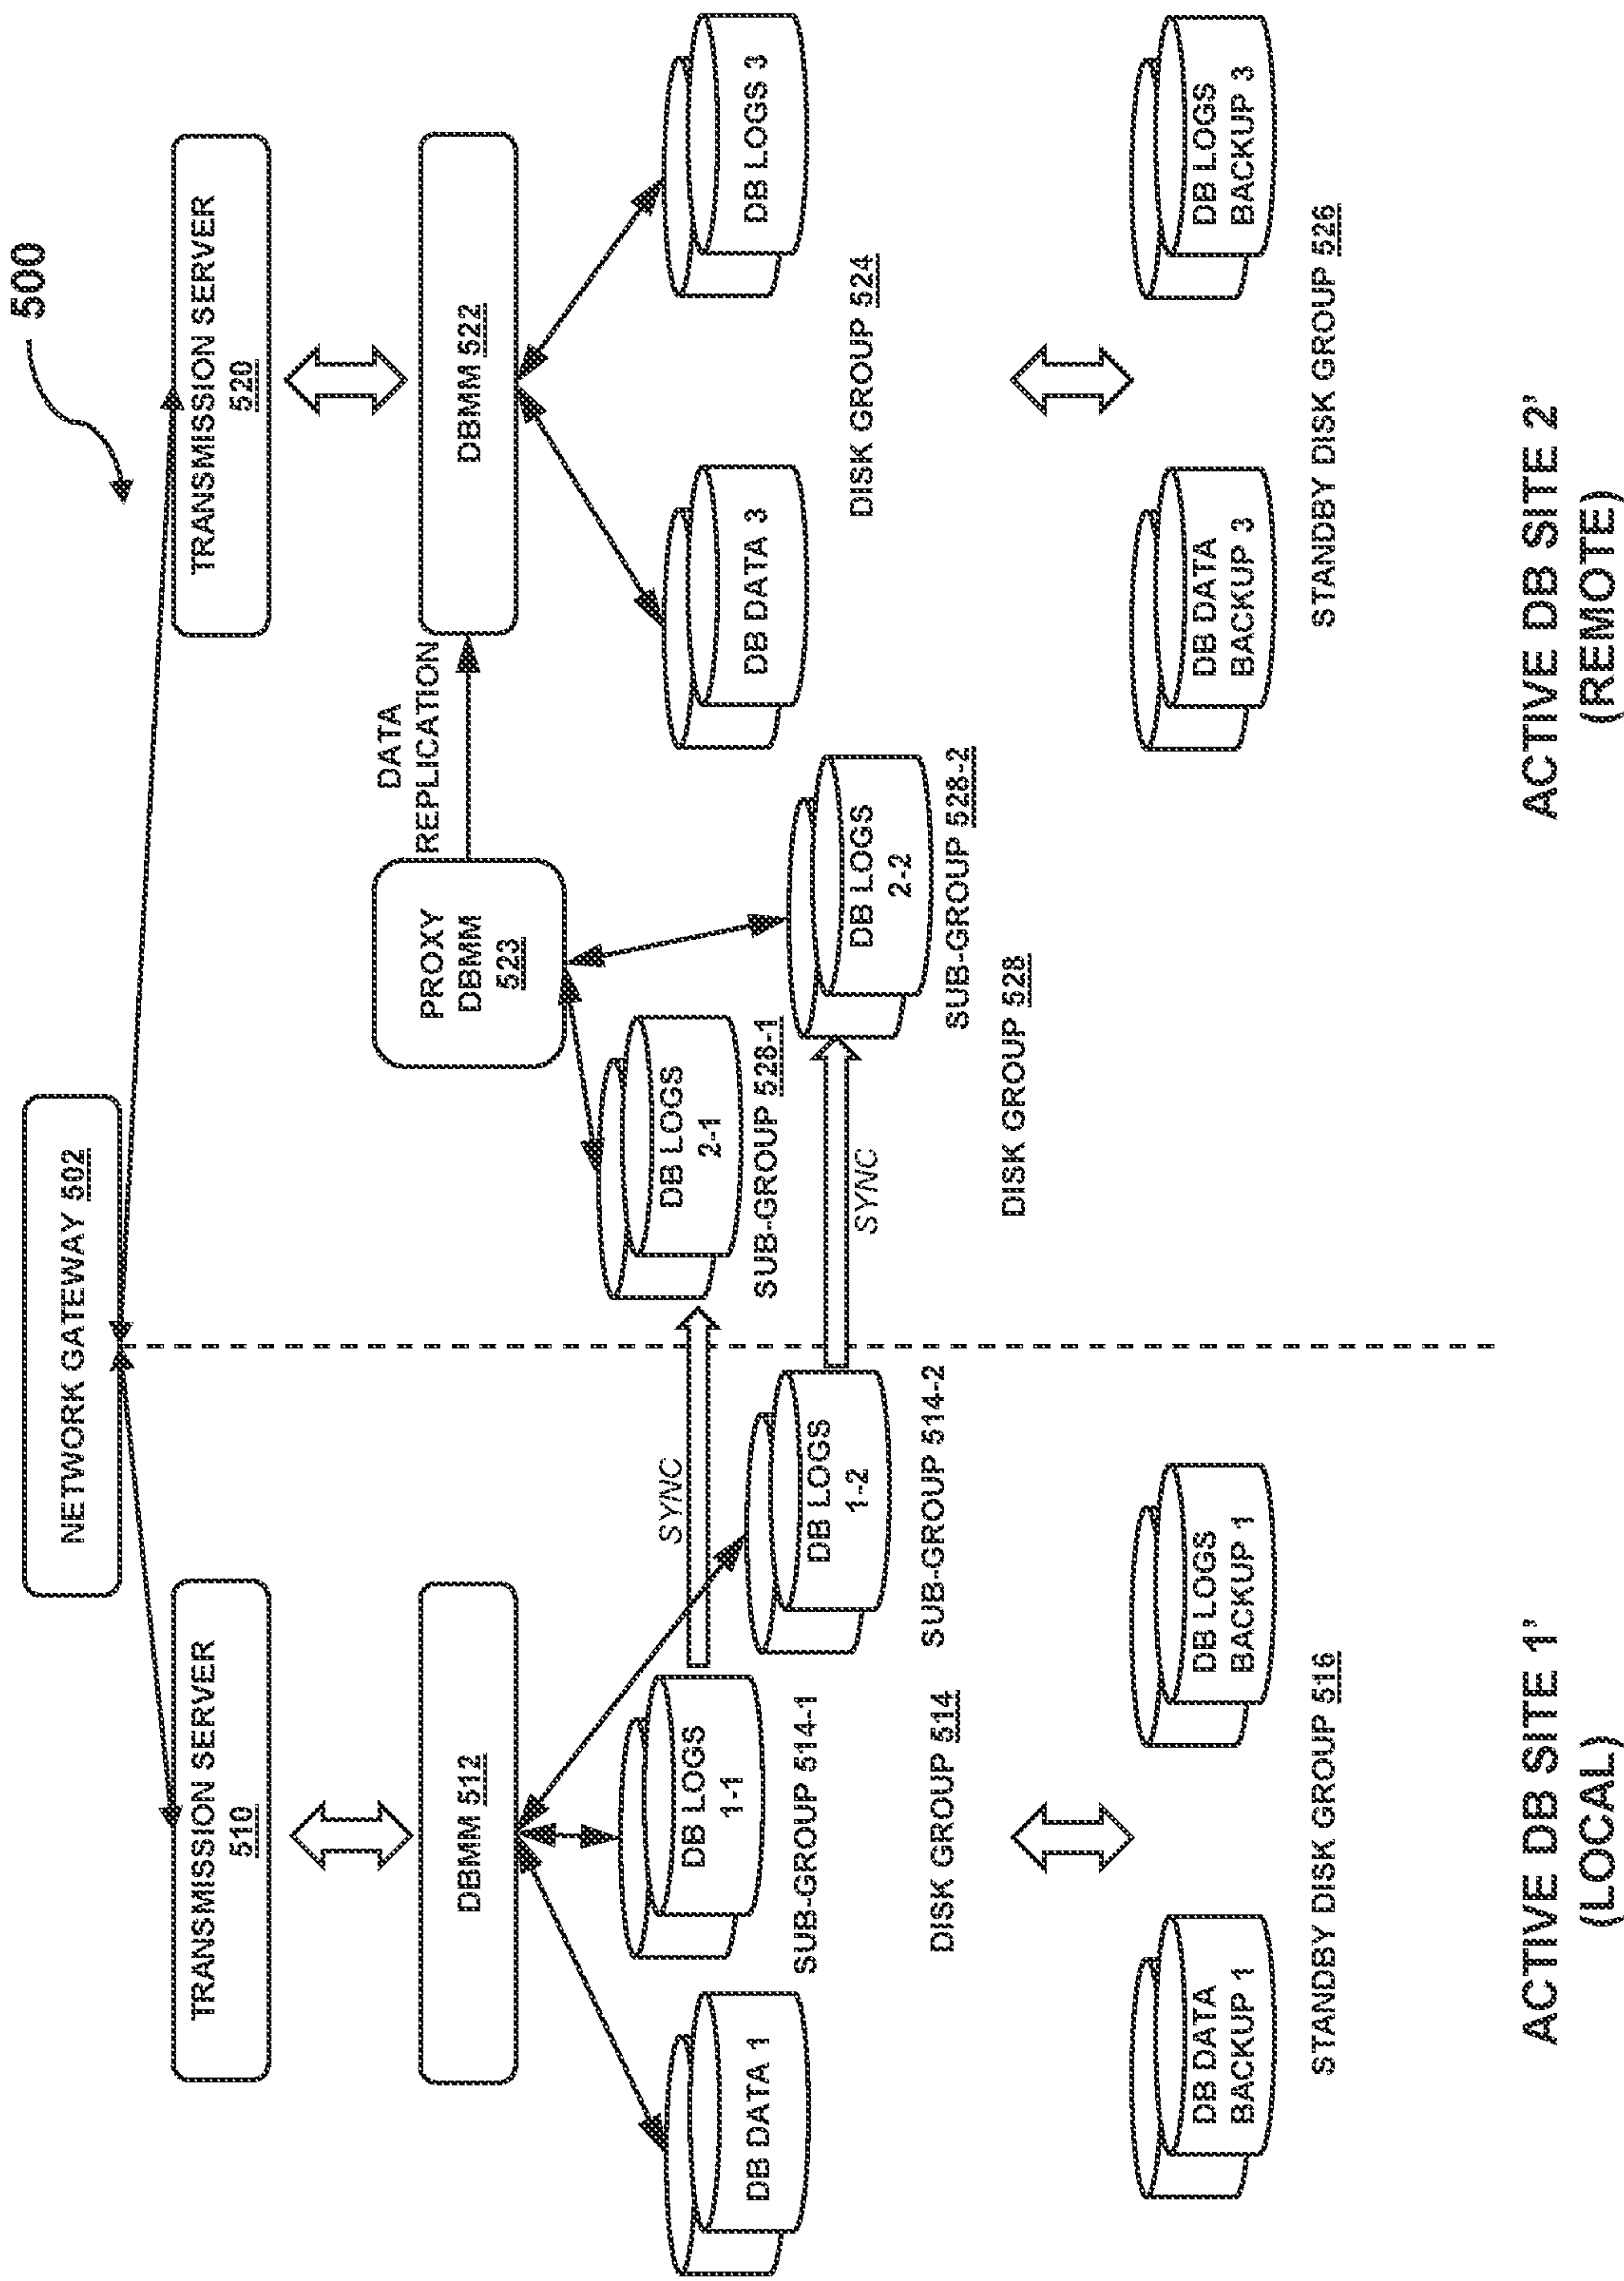 500
NETWORK GATEWAY 502
TRANSMISSION SERVER
510
TRANSMISSION SERVER
520
DBMM 512
PROXY
DBMM
523
DATA
REPLICATION
DBMM 522
DB DATA 1
DB LOGS
1-1
SUB-GROUP 514-1
SYNC
DB LOGS
1-2
SUB-GROUP 514-2
DISK GROUP 514
DB LOGS
2-1
SUB-GROUP 528-1
SYNC
DB LOGS
2-2
SUB-GROUP 528-2
DISK GROUP 528
DB DATA 3
DB LOGS 3
DISK GROUP 524
DB DATA
BACKUP 1
DB LOGS
BACKUP 1
STANDBY DISK GROUP 516
DB DATA
BACKUP 3
DB LOGS
BACKUP 3
STANDBY DISK GROUP 526
ACTIVE DB SITE 1'
(LOCAL)
ACTIVE DB SITE 2'
(REMOTE)